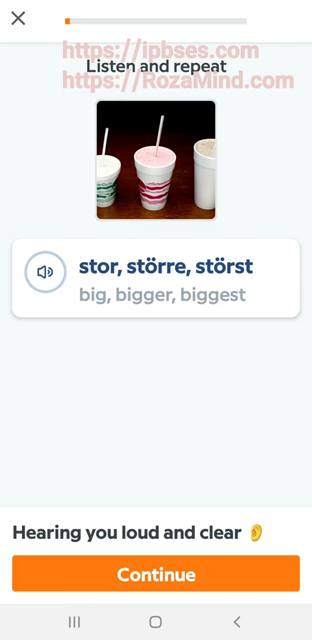 https://ipbses.com
Listen and repeat
https://RozaMind.com
stor, större, störst
big, bigger, biggest
Hearing you loud and clear 👂
Continue